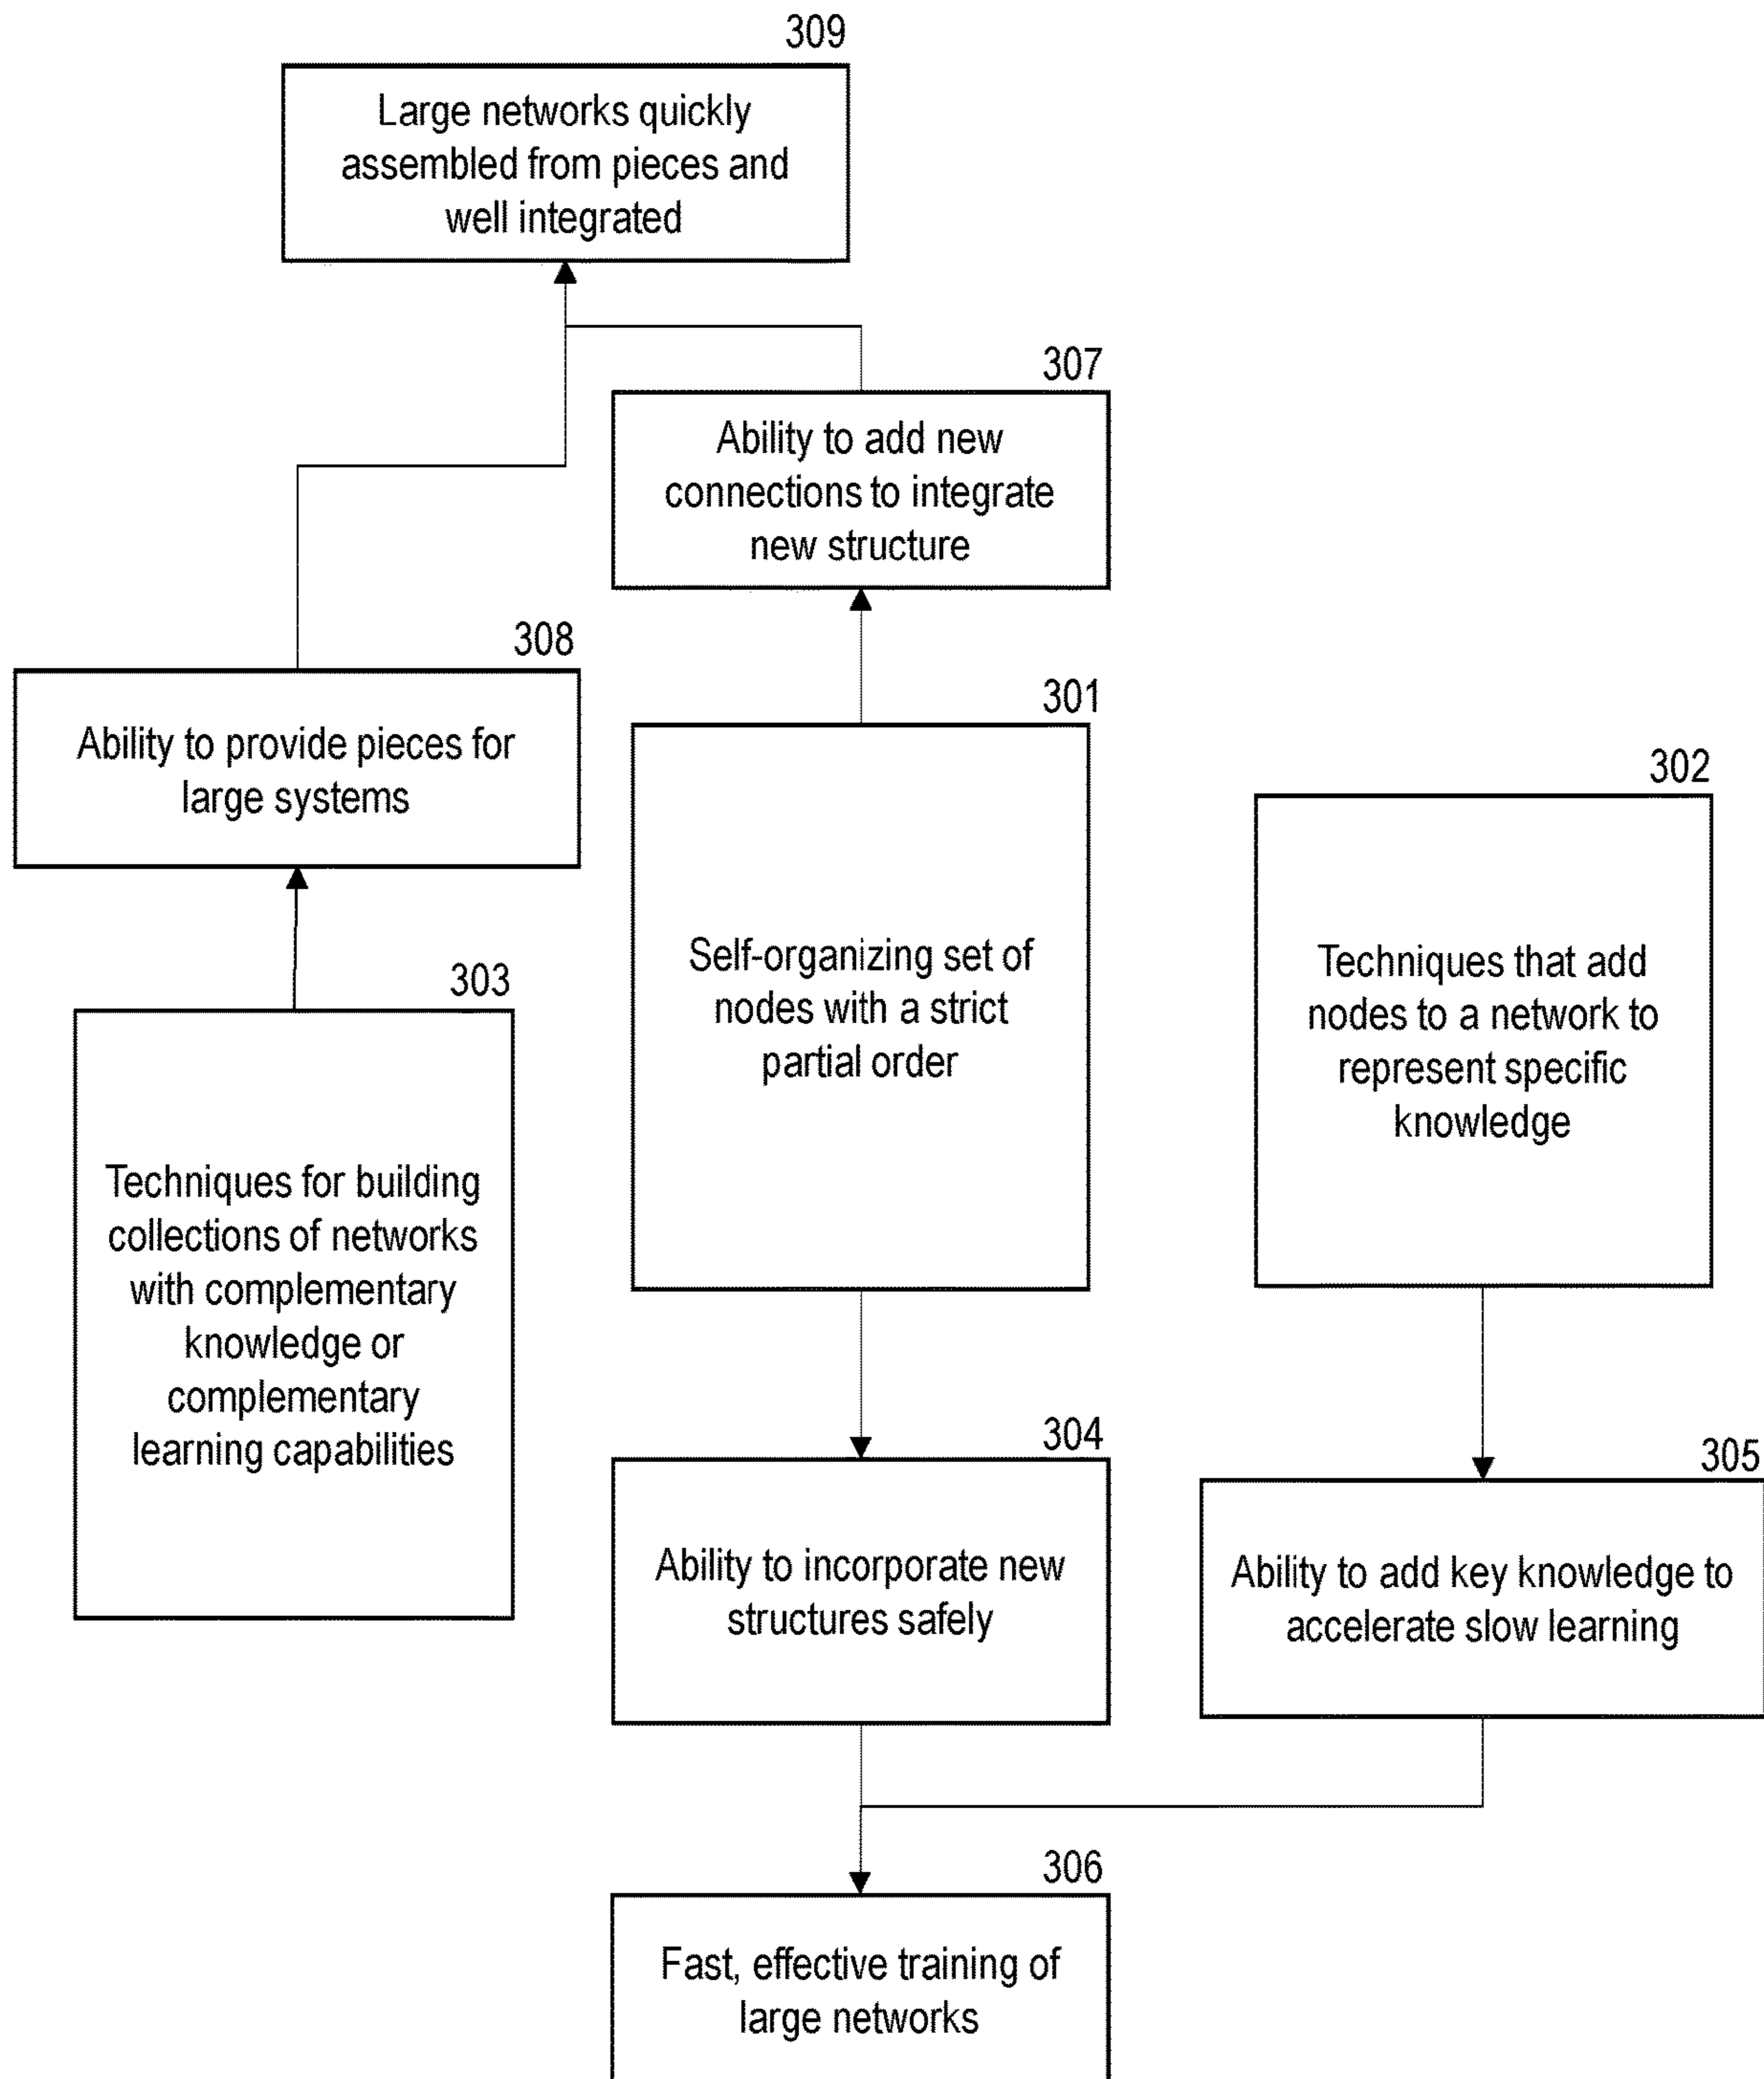 309
Large networks quickly
assembled from pieces and
well integrated
307
Ability to add new
connections to integrate
new structure
308
Ability to provide pieces for
large systems
301
Self-organizing set of
nodes with a strict
partial order
302
Techniques that add
nodes to a network to
represent specific
knowledge
303
Techniques for building
collections of networks
with complementary
knowledge or
complementary
learning capabilities
304
Ability to incorporate new
structures safely
305
Ability to add key knowledge to
accelerate slow learning
306
Fast, effective training of
large networks